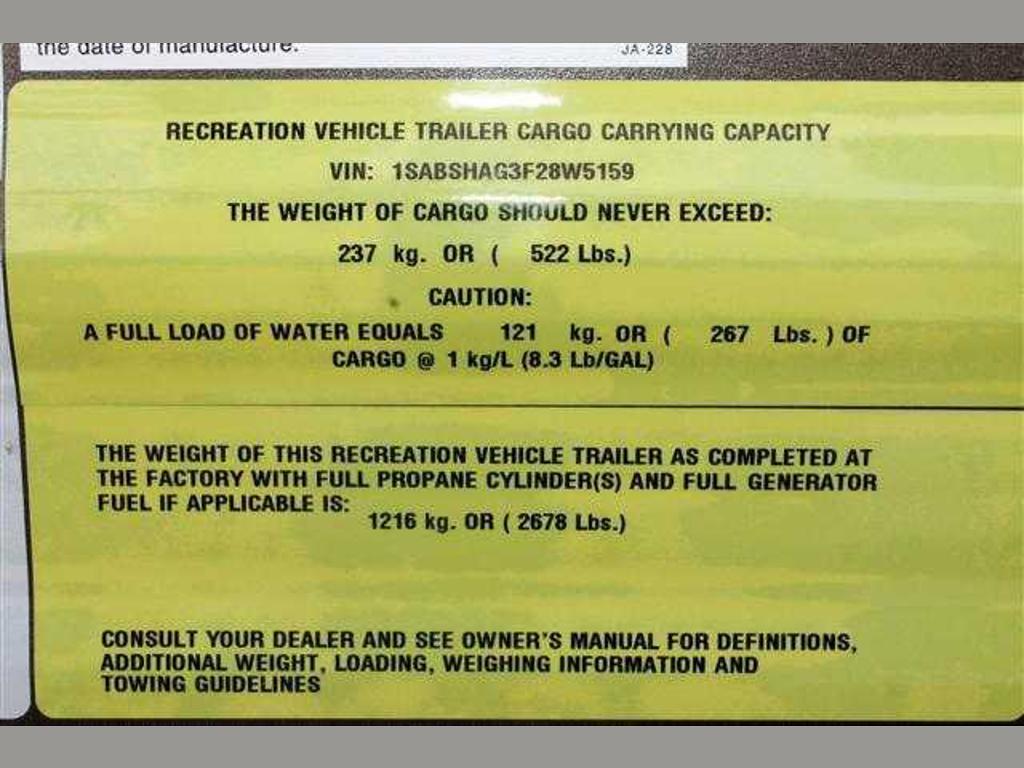 the date of manufacture.
JA-228
RECREATION VEHICLE TRAILER CARGO CARRYING CAPACITY
VIN: 1SABSHAG3F28W5159
THE WEIGHT OF CARGO SHOULD NEVER EXCEED:
237 kg. OR ( 522 Lbs.)
CAUTION:
A FULL LOAD OF WATER EQUALS 121 kg. OR ( 267 Lbs. ) OF
CARGO @ 1 kg/L (8.3 Lb/GAL)
THE WEIGHT OF THIS RECREATION VEHICLE TRAILER AS COMPLETED AT
THE FACTORY WITH FULL PROPANE CYLINDER(S) AND FULL GENERATOR
FUEL IF APPLICABLE IS:
1216 kg. OR ( 2678 Lbs.)
CONSULT YOUR DEALER AND SEE OWNER'S MANUAL FOR DEFINITIONS,
ADDITIONAL WEIGHT, LOADING, WEIGHING INFORMATION AND
TOWING GUIDELINES